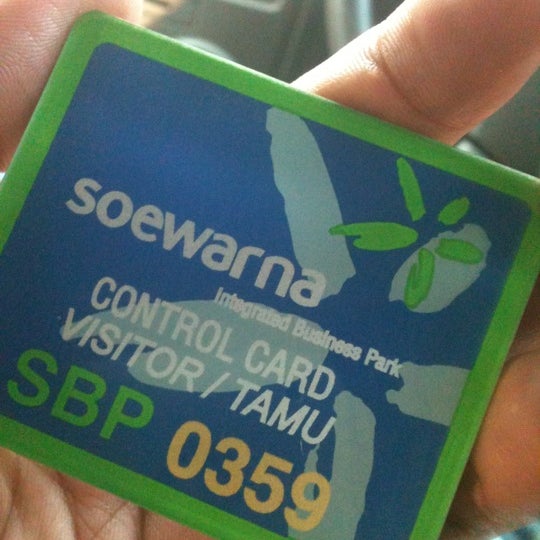 soewarna
Integrated Business Park
CONTROL CARD
VISITOR / TAMU
SBP 0359